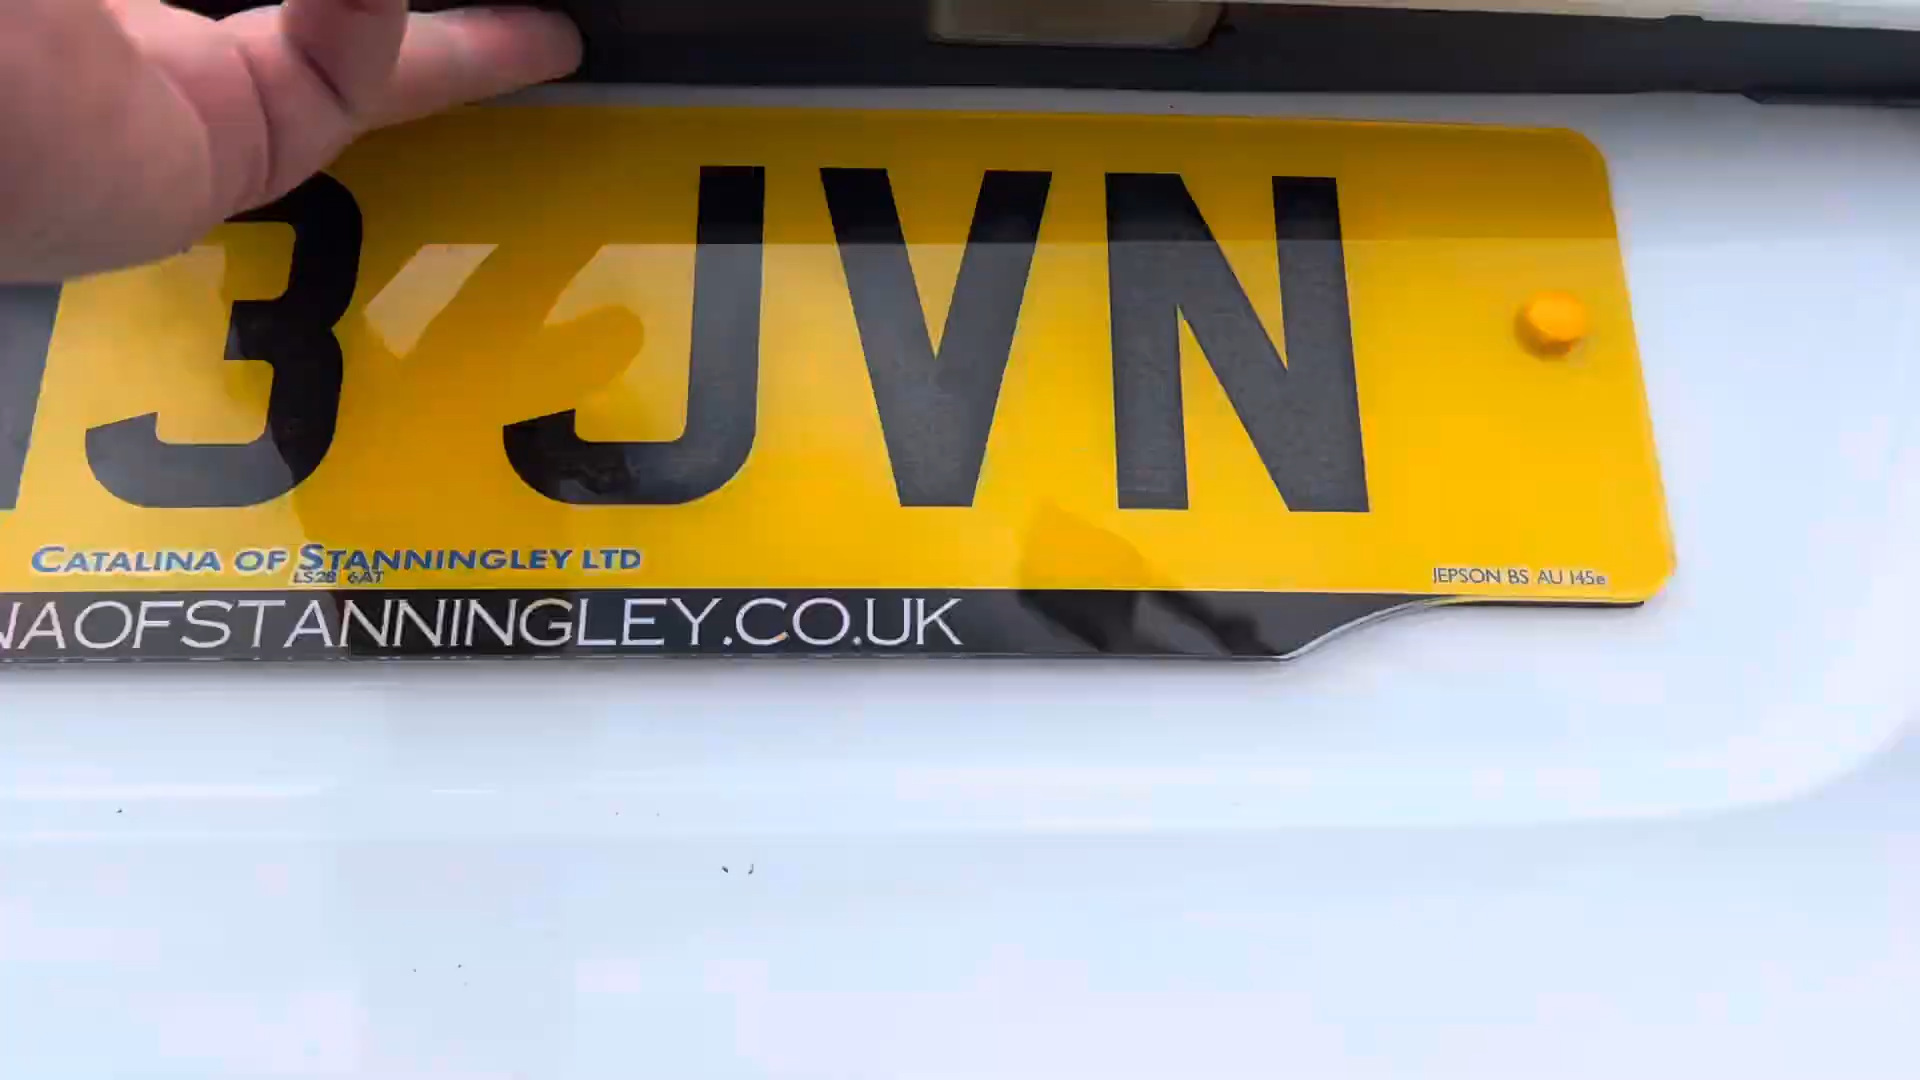 3 JVN
CATALINA OF STANNINGLEY LTD
LS28 6AT
JEPSON BS AU 145e
NAOFSTANNINGLEY.CO.UK